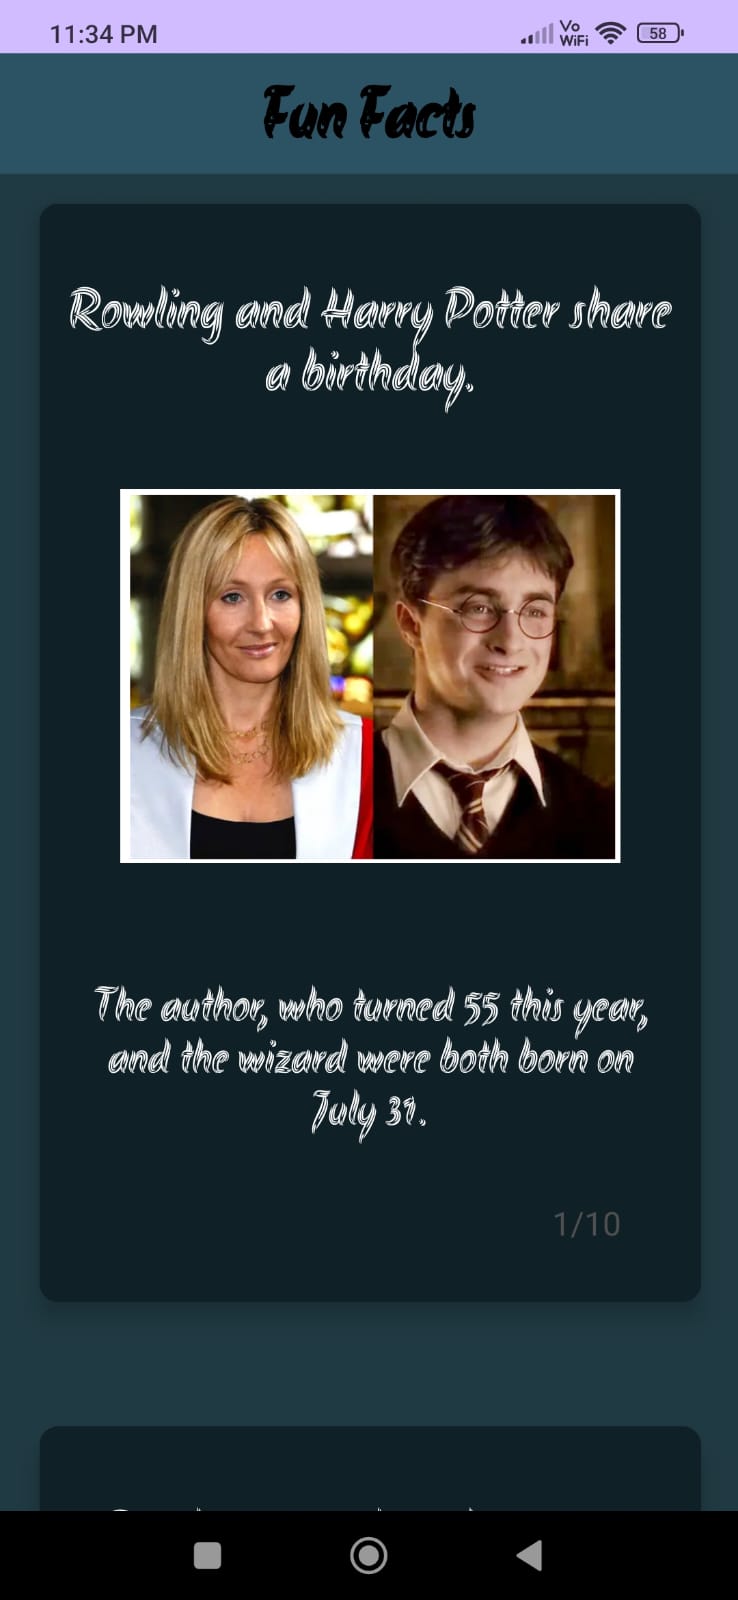 11:34 PM
Vo
WiFi
58
Fun Facts
Rowling and Harry Potter share
a birthday.
The author, who turned 55 this year,
and the wizard were both born on
July 31.
1/10